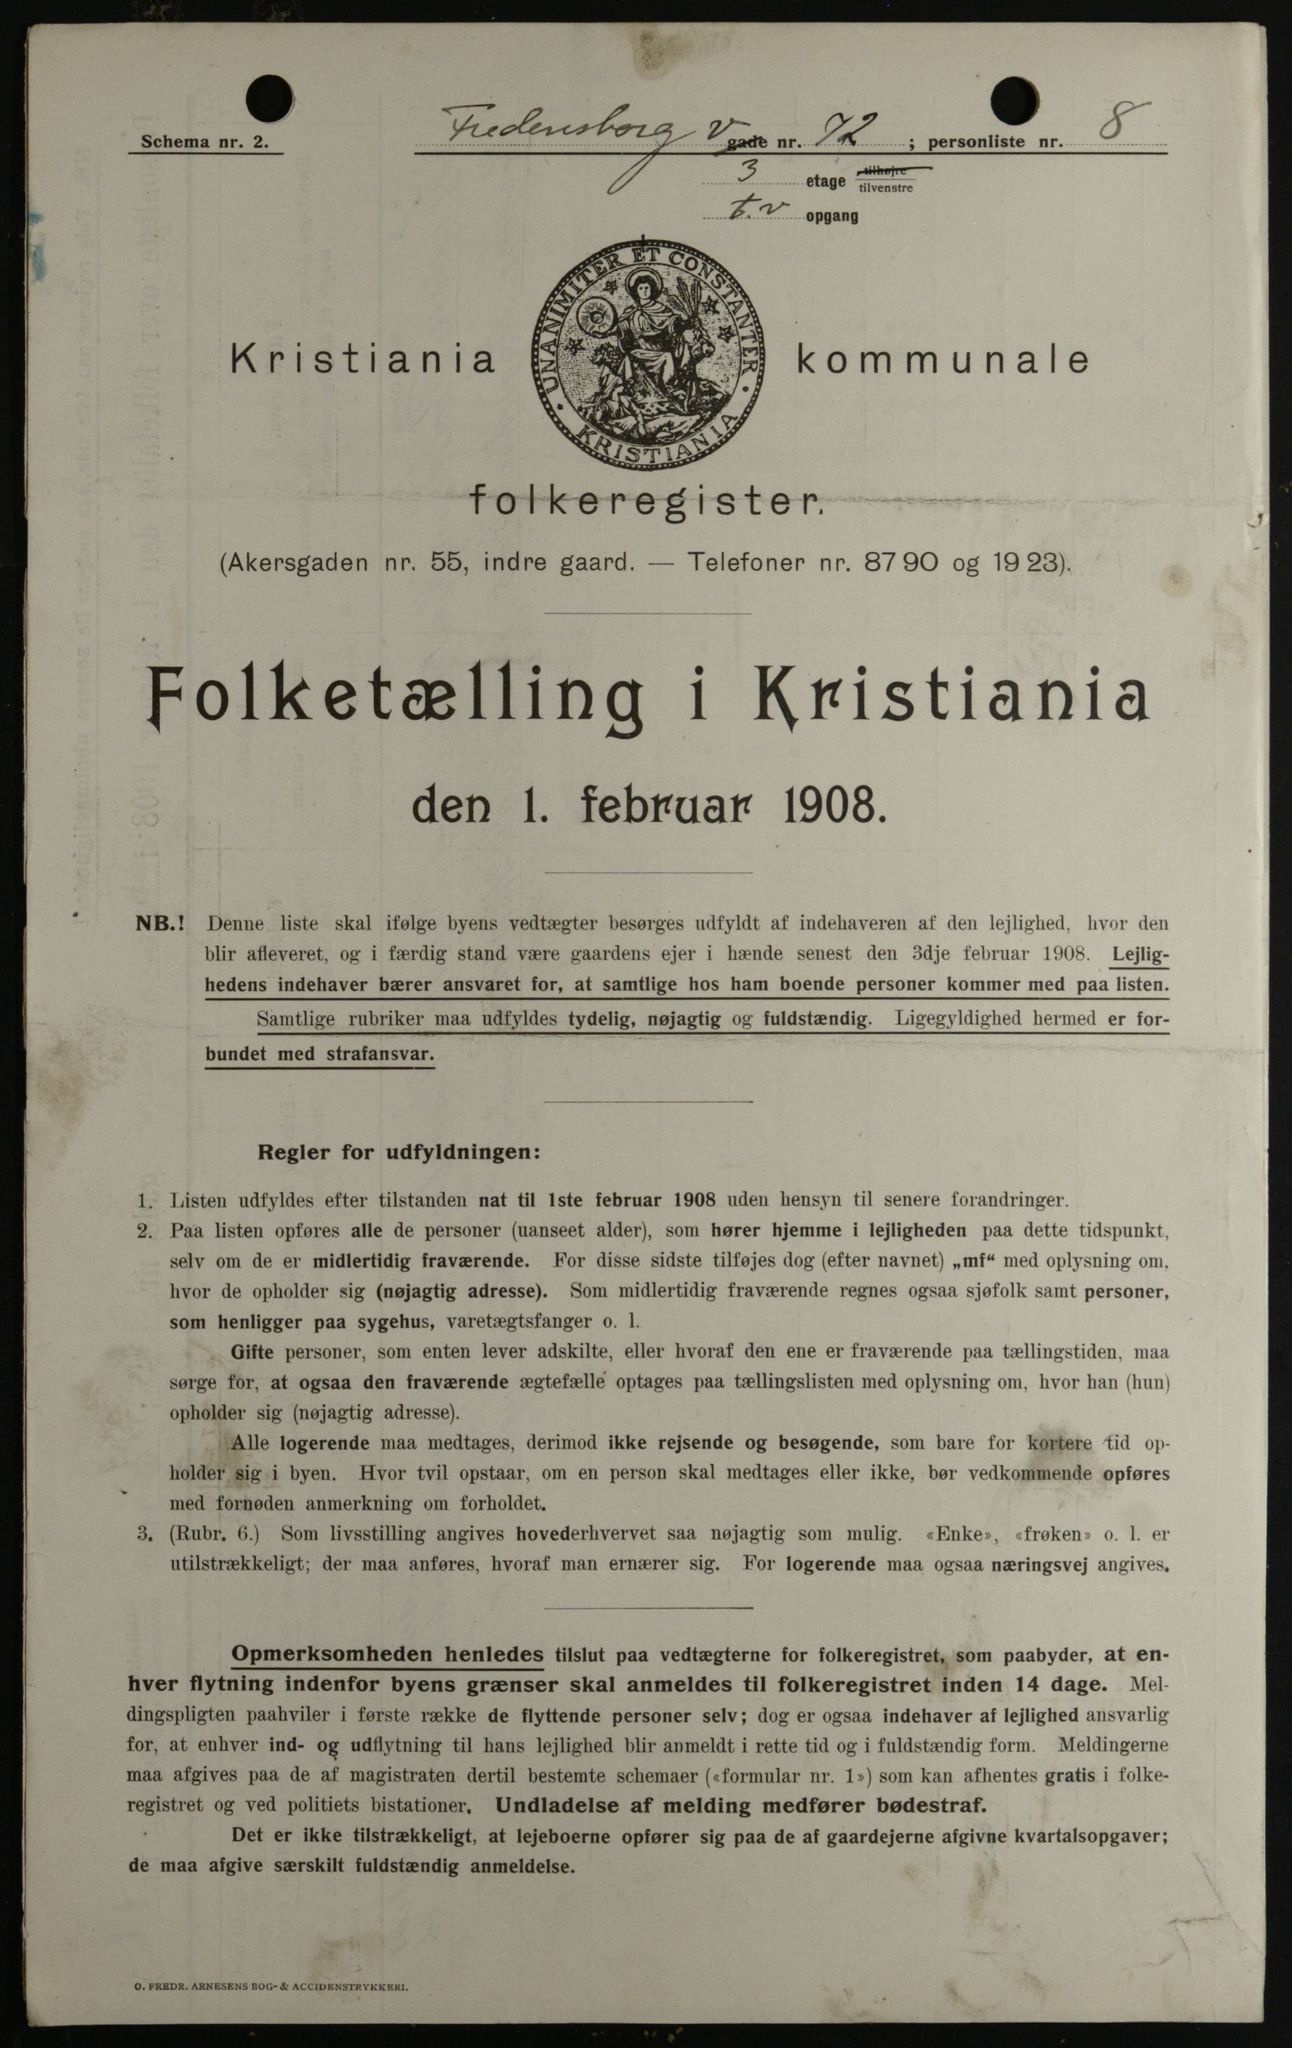 Schema nr. 2.
Fredensborg V gade nr. 72 ; personliste nr. 8
3 etage tilhøjre
tilvenstre
t.v opgang
UNANIMITER ET CONSTANTER
KRISTIANIA
Kristiania kommunale
folkeregister.
(Akersgaden nr. 55, indre gaard. — Telefoner nr. 8790 og 1923).
Folketælling i Kristiania
den 1. februar 1908.
NB.! Denne liste skal ifølge byens vedtægter besørges udfyldt af indehaveren af den lejlighed, hvor den
blir afleveret, og i færdig stand være gaardens ejer i hænde senest den 3dje februar 1908. Lejlig-
hedens indehaver bærer ansvaret for, at samtlige hos ham boende personer kommer med paa listen.
Samtlige rubriker maa udfyldes tydelig, nøjagtig og fuldstændig. Ligegyldighed hermed er for-
bundet med strafansvar.
Regler for udfyldningen:
1. Listen udfyldes efter tilstanden nat til 1ste februar 1908 uden hensyn til senere forandringer.
2. Paa listen opføres alle de personer (uanseet alder), som hører hjemme i lejligheden paa dette tidspunkt,
selv om de er midlertidig fraværende. For disse sidste tilføjes dog (efter navnet) „mf“ med oplysning om,
hvor de opholder sig (nøjagtig adresse). Som midlertidig fraværende regnes ogsaa sjøfolk samt personer,
som henligger paa sygehus, varetægtsfanger o. l.
Gifte personer, som enten lever adskilte, eller hvoraf den ene er fraværende paa tællingstiden, maa
sørge for, at ogsaa den fraværende ægtefælle optages paa tællingslisten med oplysning om, hvor han (hun)
opholder sig (nøjagtig adresse).
Alle logerende maa medtages, derimod ikke rejsende og besøgende, som bare for kortere tid op-
holder sig i byen. Hvor tvil opstaar, om en person skal medtages eller ikke, bør vedkommende opføres
med fornøden anmerkning om forholdet.
3. (Rubr. 6.) Som livsstilling angives hovederhvervet saa nøjagtig som mulig. «Enke», «frøken» o. l. er
utilstrækkeligt; der maa anføres, hvoraf man ernærer sig. For logerende maa ogsaa næringsvej angives.
Opmerksomheden henledes tilslut paa vedtægterne for folkeregistret, som paabyder, at en-
hver flytning indenfor byens grænser skal anmeldes til folkeregistret inden 14 dage. Mel-
dingspligten paahviler i første række de flyttende personer selv; dog er ogsaa indehaver af lejlighed ansvarlig
for, at enhver ind- og udflytning til hans lejlighed blir anmeldt i rette tid og i fuldstændig form. Meldingerne
maa afgives paa de af magistraten dertil bestemte schemaer («formular nr. 1») som kan afhentes gratis i folke-
registret og ved politiets bistationer. Undladelse af melding medfører bødestraf.
Det er ikke tilstrækkeligt, at lejeboerne opfører sig paa de af gaardejerne afgivne kvartalsopgaver;
de maa afgive særskilt fuldstændig anmeldelse.
O. FREDR. ARNESENS BOG- & ACCIDENSTRYKKERI.